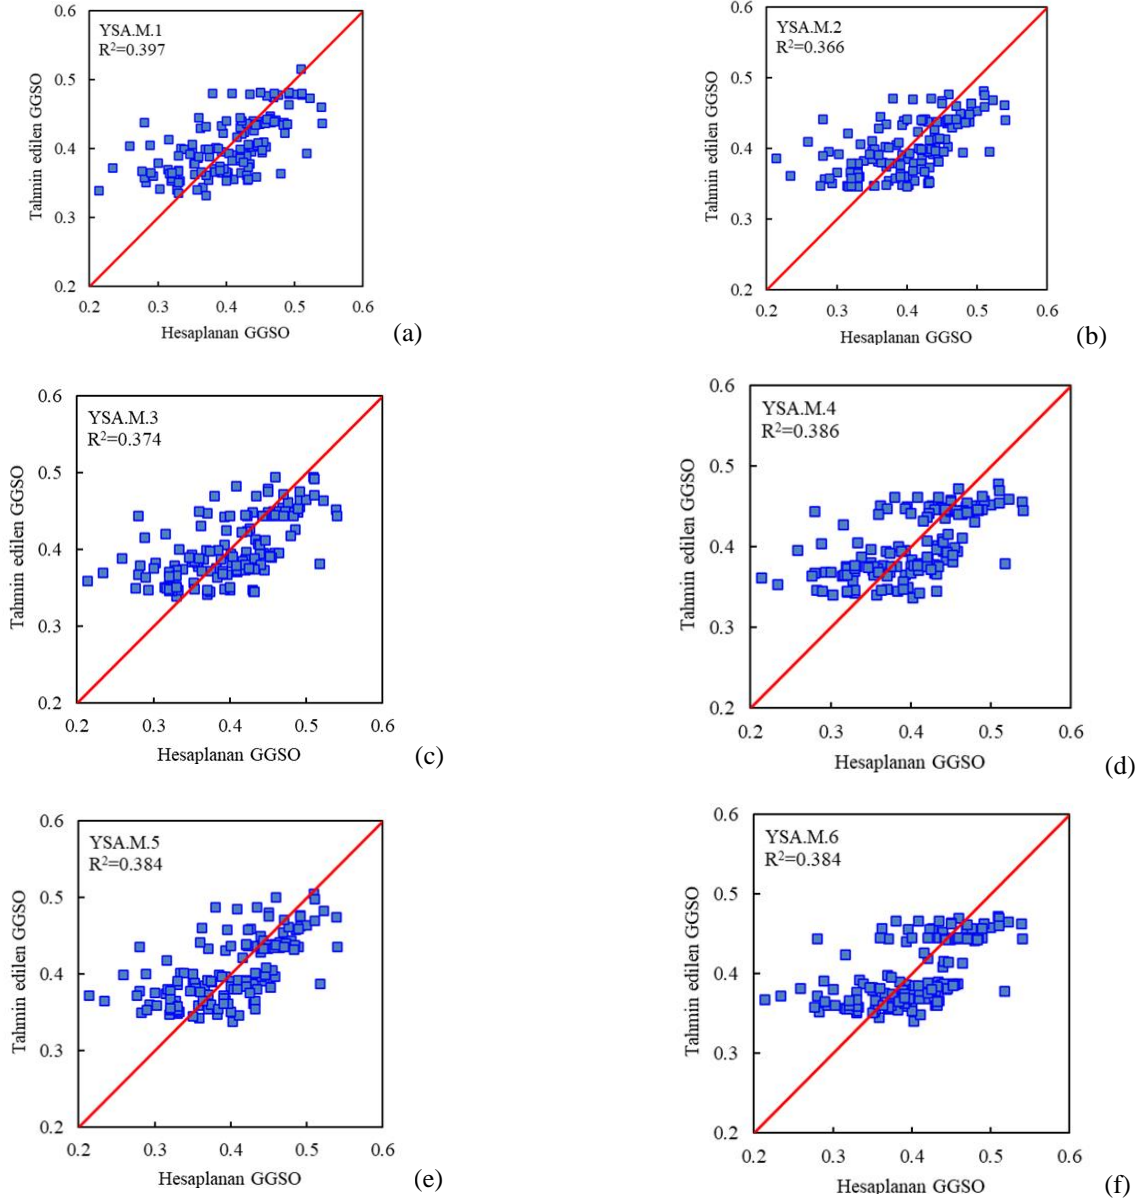 YSA.M.1
R²=0.397
Tahmin edilen GGSO
0.6
0.5
0.4
0.3
0.2
0.2 0.3 0.4 0.5 0.6
Hesaplanan GGSO
(a)
YSA.M.2
R²=0.366
Tahmin edilen GGSO
0.6
0.5
0.4
0.3
0.2
0.2 0.3 0.4 0.5 0.6
Hesaplanan GGSO
(b)
YSA.M.3
R²=0.374
Tahmin edilen GGSO
0.6
0.5
0.4
0.3
0.2
0.2 0.3 0.4 0.5 0.6
Hesaplanan GGSO
(c)
YSA.M.4
R²=0.386
Tahmin edilen GGSO
0.6
0.5
0.4
0.3
0.2
0.2 0.3 0.4 0.5 0.6
Hesaplanan GGSO
(d)
YSA.M.5
R²=0.384
Tahmin edilen GGSO
0.6
0.5
0.4
0.3
0.2
0.2 0.3 0.4 0.5 0.6
Hesaplanan GGSO
(e)
YSA.M.6
R²=0.384
Tahmin edilen GGSO
0.6
0.5
0.4
0.3
0.2
0.2 0.3 0.4 0.5 0.6
Hesaplanan GGSO
(f)